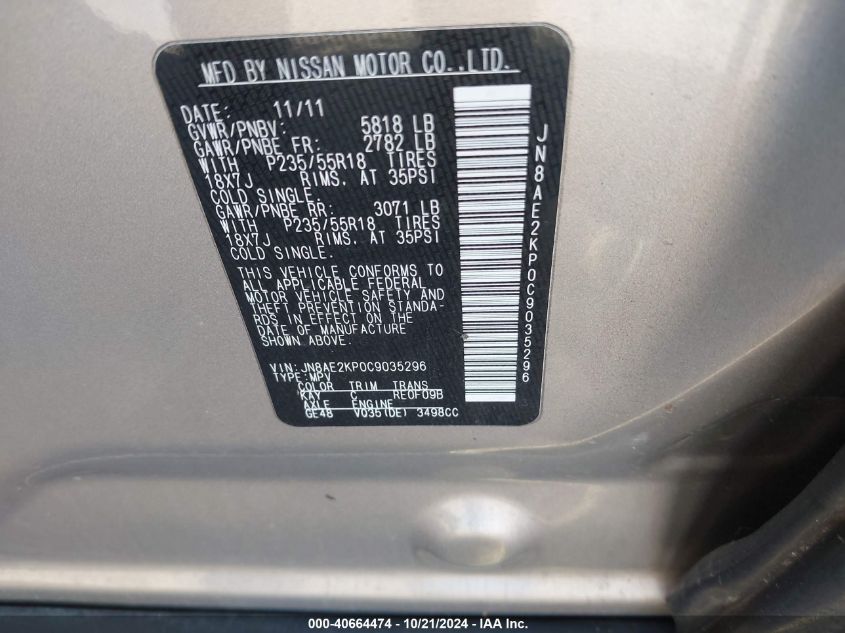 MFD BY NISSAN MOTOR CO.,LTD.
DATE: 11/11
GVWR/PNBV: 5818 LB
GAWR/PNBE FR: 2782 LB
WITH P235/55R18 TIRES
18X7J RIMS. AT 35PSI
COLD SINGLE.
GAWR/PNBE RR: 3071 LB
WITH P235/55R18 TIRES
18X7J RIMS. AT 35PSI
COLD SINGLE.
THIS VEHICLE CONFORMS TO
ALL APPLICABLE FEDERAL
MOTOR VEHICLE SAFETY AND
THEFT PREVENTION STANDA-
RDS IN EFFECT ON THE
DATE OF MANUFACTURE
SHOWN ABOVE.
VIN:JN8AE2KP0C9035296
TYPE:MPV
COLOR TRIM TRANS
KAY C RE0F09B
AXLE ENGINE
GE48 VQ35(DE) 3498CC
JN8AE2KP0C9035296
000-40664474 - 10/21/2024 - IAA Inc.